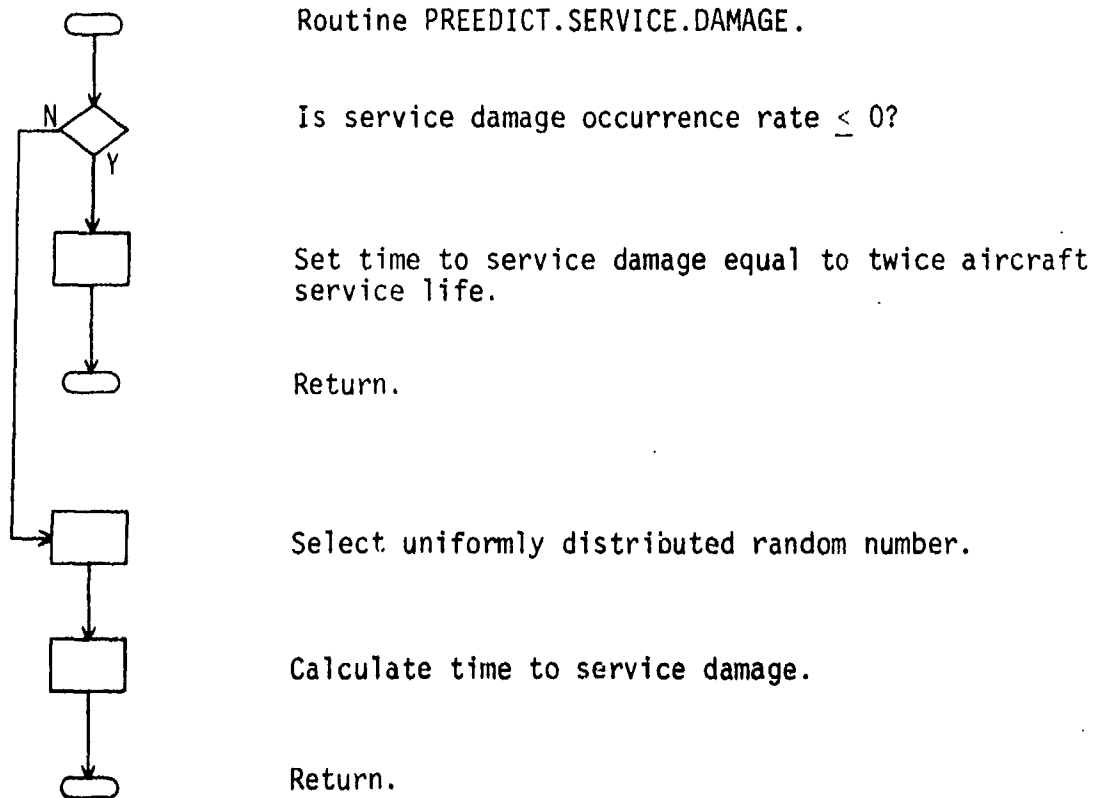 Routine PREEDICT.SERVICE.DAMAGE.
N
Is service damage occurrence rate ≤ 0?
Y
Set time to service damage equal to twice aircraft
service life.
Return.
Select uniformly distributed random number.
Calculate time to service damage.
Return.